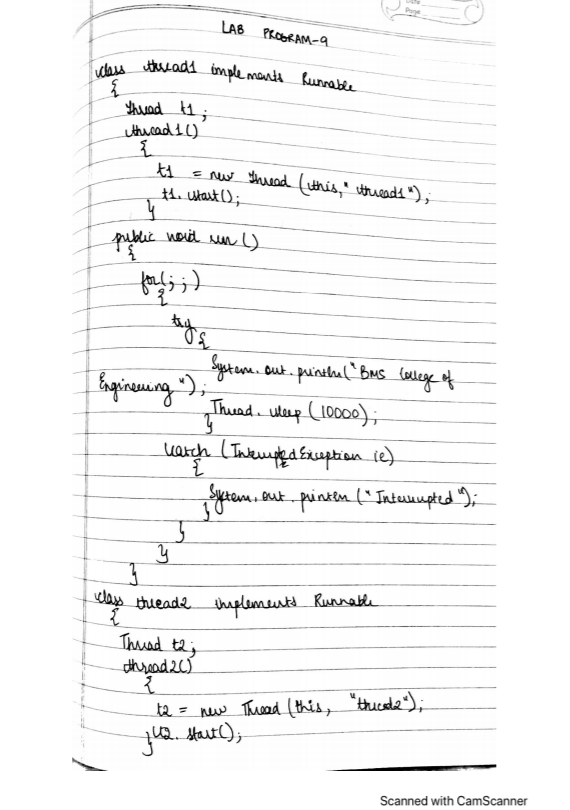 Date
Page
LAB PROGRAM-9
class thread1 implements Runnable
{
Thread t1;
thread1()
{
t1 = new Thread (this, "thread1");
t1. start();
}
public void run ()
{
for(; ;)
{
try
{
System. out. println("BMS College of
Engineering ");
Thread. sleep (10000);
}
catch (InterruptedException ie)
{
System. out. println ("Interrupted");
}
}
}
}
class thread2 implements Runnable
{
Thread t2;
thread2()
{
t2 = new Thread (this, "thread2");
} t2. start();
Scanned with CamScanner